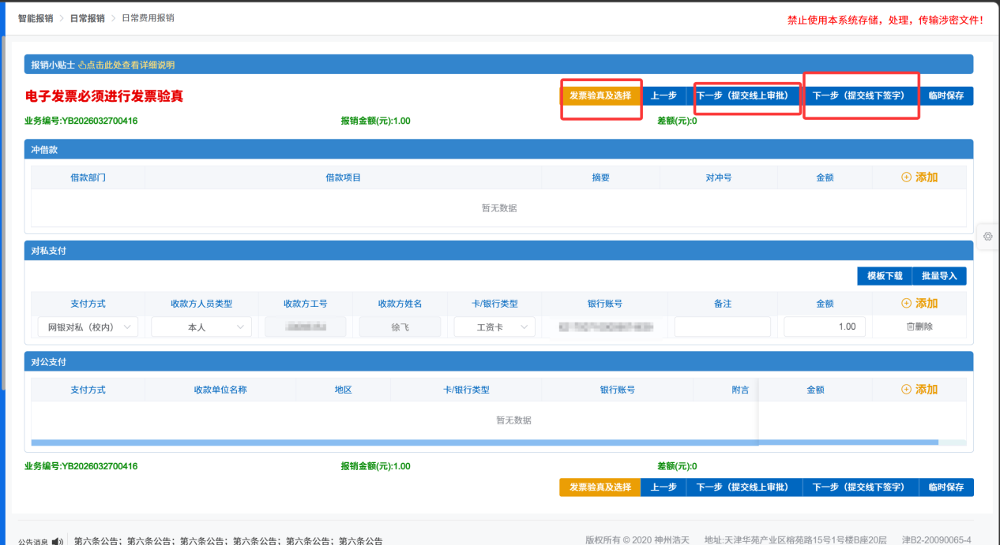 智能报销 > 日常报销 > 日常费用报销
禁止使用本系统存储，处理，传输涉密文件！
报销小贴士 点击此处查看详细说明
电子发票必须进行发票验真
发票验真及选择 上一步 下一步（提交线上审批） 下一步（提交线下签字） 临时保存
业务编号:YB2026032700416 报销金额(元):1.00 差额(元):0
冲借款
借款部门 借款项目 摘要 对冲号 金额 添加
暂无数据
对私支付
模板下载 批量导入
支付方式 收款方人员类型 收款方工号 收款方姓名 卡/银行类型 银行账号 备注 金额 添加
网银对私（校内） 本人 徐飞 工资卡 1.00 删除
对公支付
支付方式 收款单位名称 地区 卡/银行类型 银行账号 附言 金额 添加
暂无数据
业务编号:YB2026032700416 报销金额(元):1.00 差额(元):0
发票验真及选择 上一步 下一步（提交线上审批） 下一步（提交线下签字） 临时保存
公告消息 第六条公告；第六条公告；第六条公告；第六条公告；第六条公告；第六条公告
版权所有 © 2020 神州浩天 地址:天津华苑产业区榕苑路15号1号楼B座20层 津B2-20090065-4